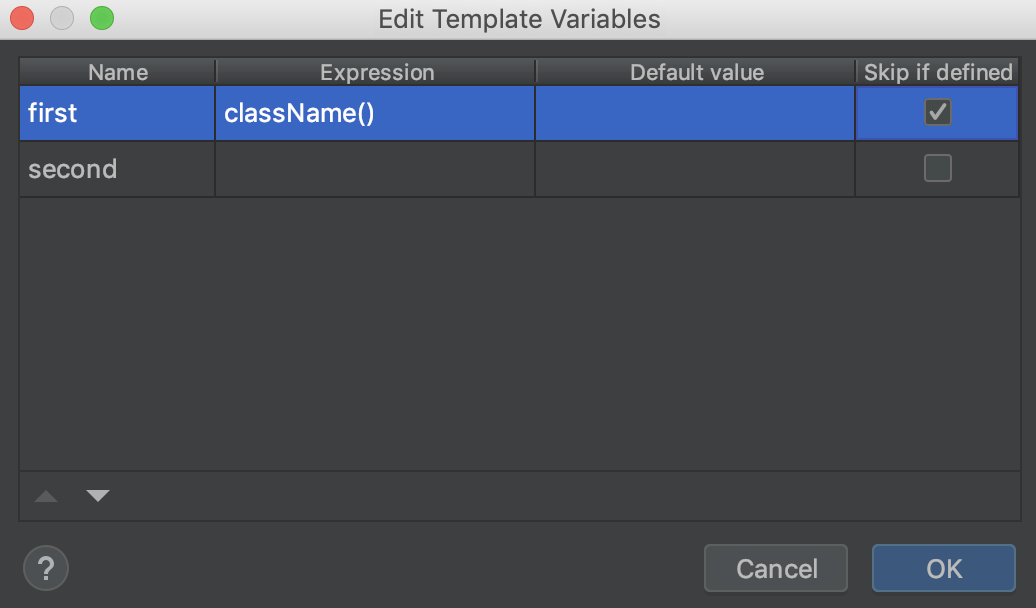 Edit Template Variables
Name Expression Default value Skip if defined
first className()
second
? Cancel OK